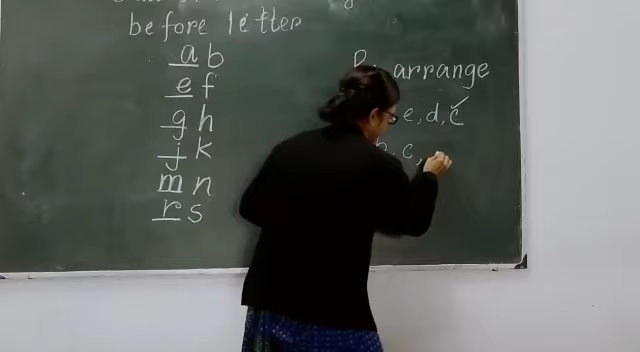 before letter
a b
e f
g h
j k
m n
r s
arrange
e, d, c
b, c,